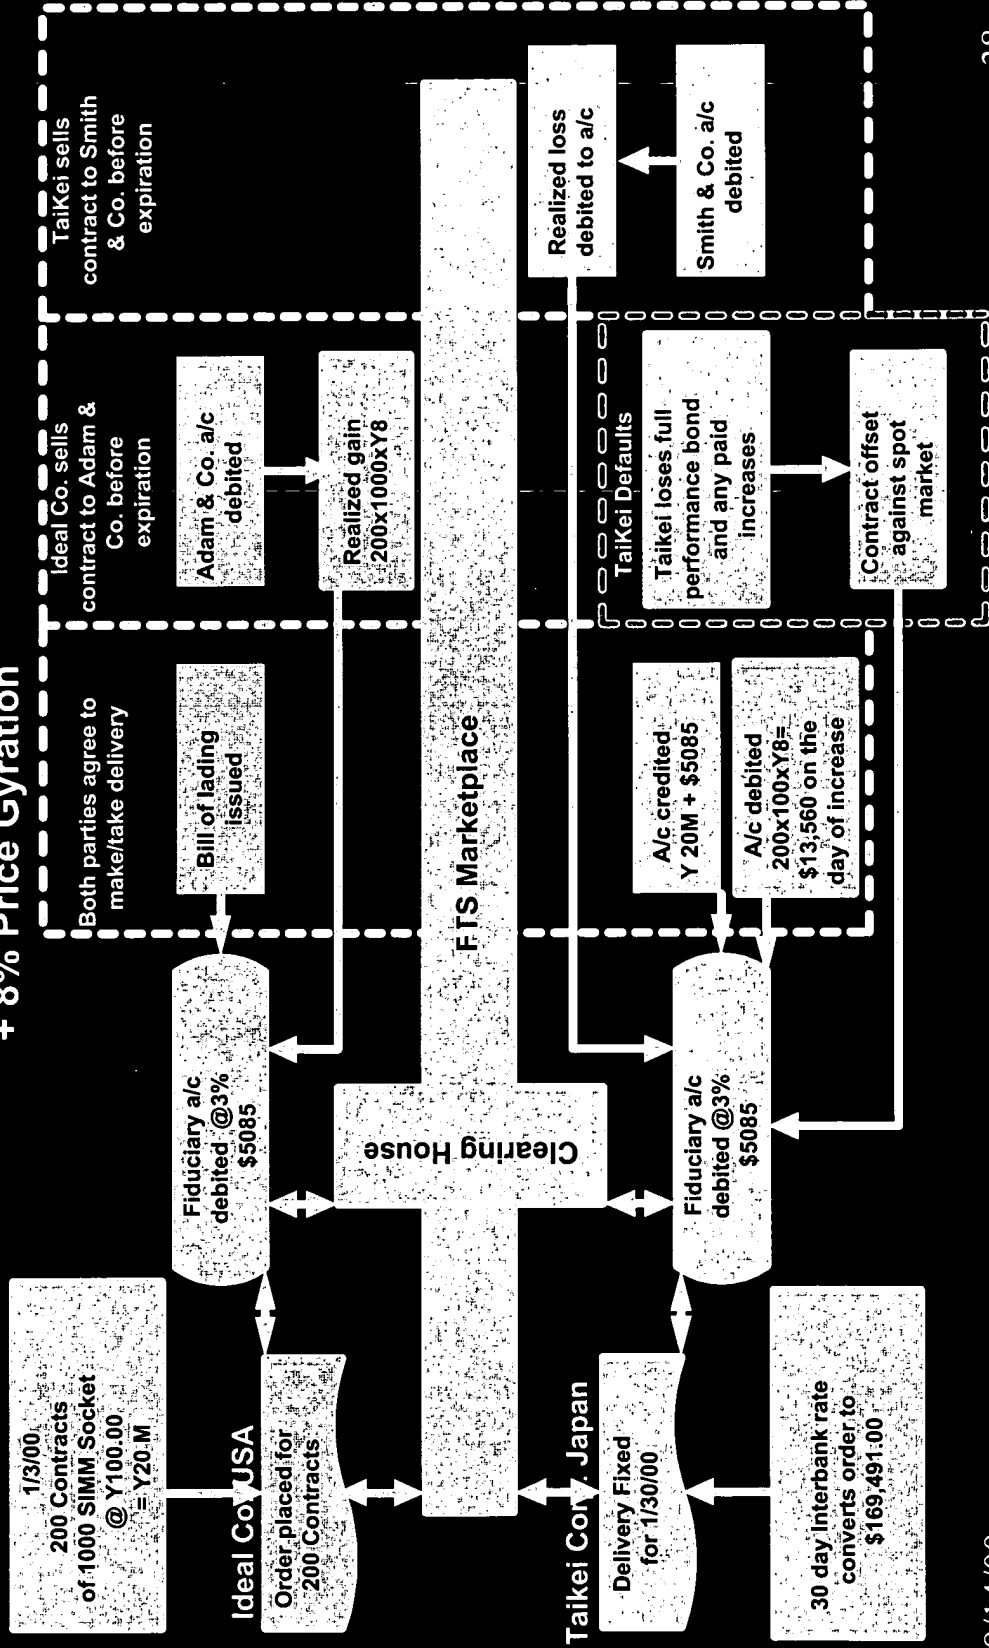 + 8% Price Gyration
1/3/00
200 Contracts
of 1000 SIMM Socket
@ Y100.00
= Y20 M
Ideal Co. USA
Order placed for
200 Contracts
Fiduciary a/c
debited @3%
$5085
Both parties agree to
make/take delivery
Bill of lading
issued
Ideal Co. sells
contract to Adam &
Co. before
expiration
Adam & Co. a/c
debited
Realized gain
200x1000xY8
TaiKei sells
contract to Smith
& Co. before
expiration
Clearing House
FTS Marketplace
Realized loss
debited to a/c
Smith & Co. a/c
debited
Taikei Corp. Japan
Delivery Fixed
for 1/30/00
30 day Interbank rate
converts order to
$169,491.00
Fiduciary a/c
debited @3%
$5085
A/c credited
Y 20M + $5085
A/c debited
200x100xY8=
$13,560 on the
day of increase
TaiKei Defaults
Taikei loses full
performance bond
and any paid
increases
Contract offset
against spot
market